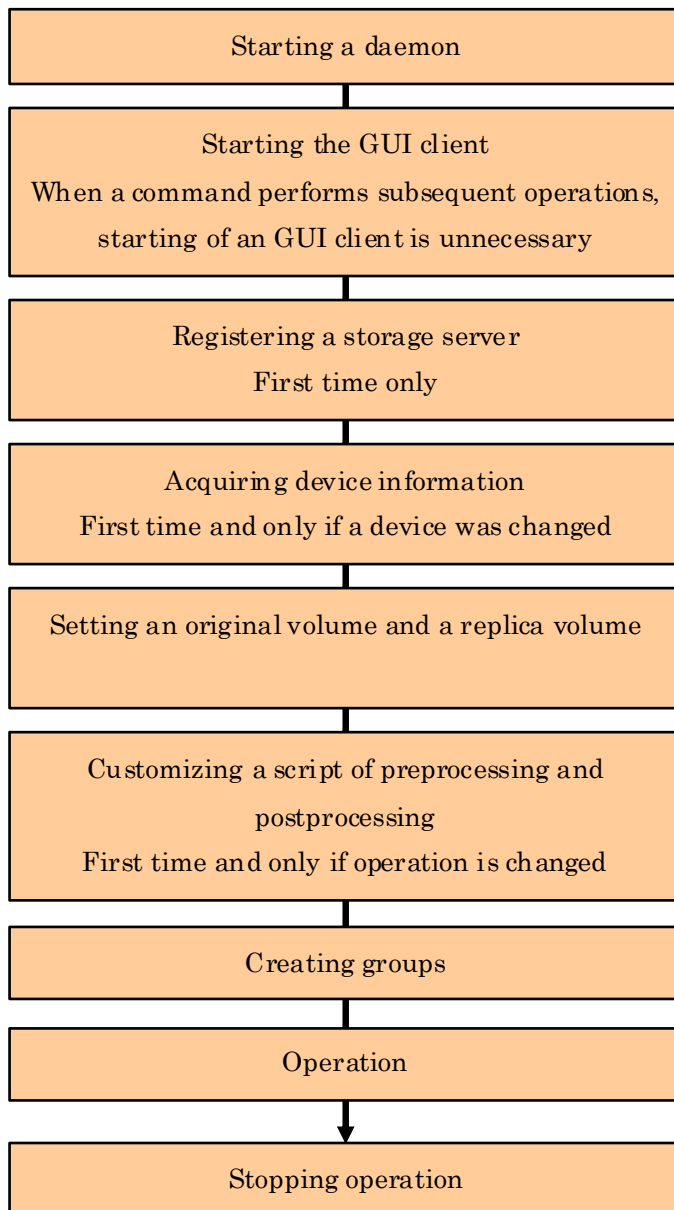 Starting a daemon
Starting the GUI client
When a command performs subsequent operations,
starting of an GUI client is unnecessary
Registering a storage server
First time only
Acquiring device information
First time and only if a device was changed
Setting an original volume and a replica volume
Customizing a script of preprocessing and
postprocessing
First time and only if operation is changed
Creating groups
Operation
Stopping operation